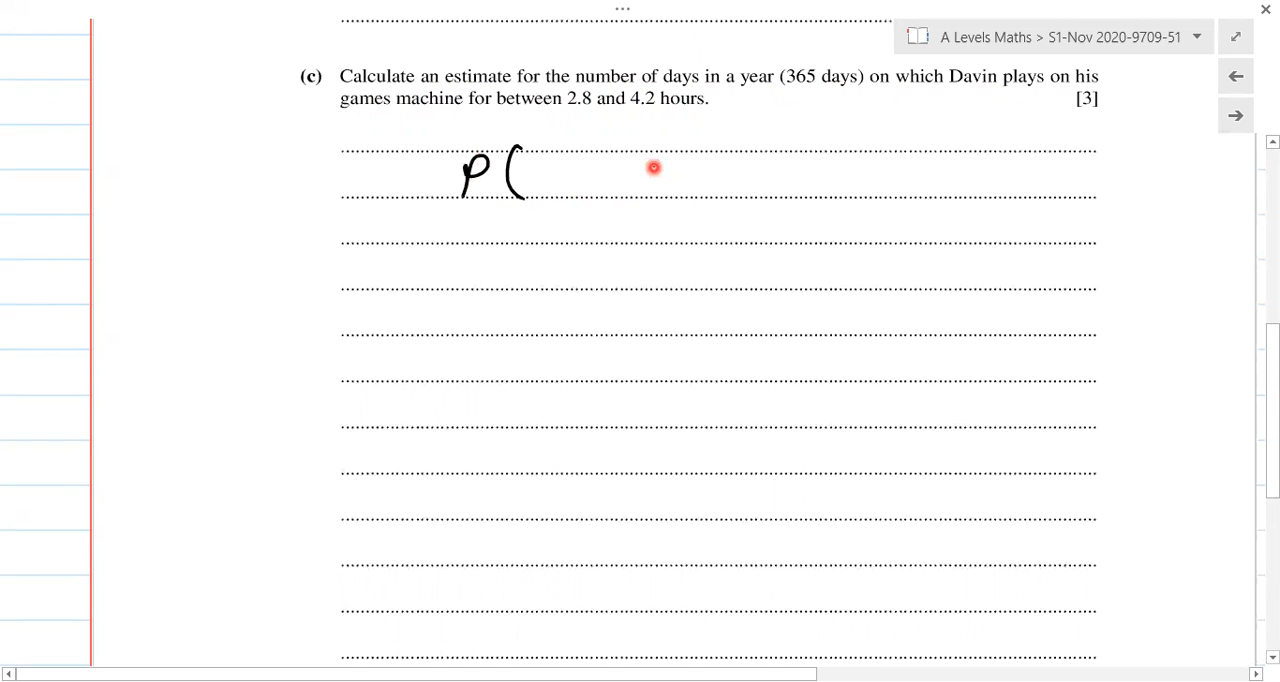 A Levels Maths > S1-Nov 2020-9709-51
(c) Calculate an estimate for the number of days in a year (365 days) on which Davin plays on his
games machine for between 2.8 and 4.2 hours. [3]
P(